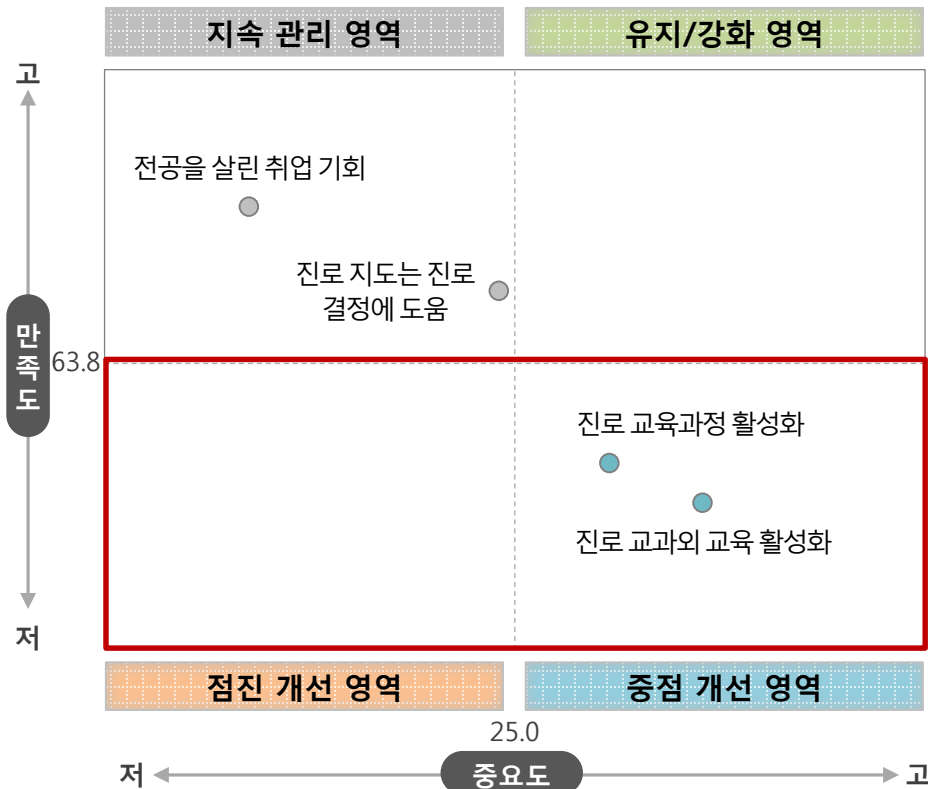 지속 관리 영역
유지/강화 영역
고
전공을 살린 취업 기회
진로 지도는 진로
결정에 도움
만족도
63.8
진로 교육과정 활성화
진로 교과외 교육 활성화
저
점진 개선 영역
중점 개선 영역
25.0
저
중요도
고